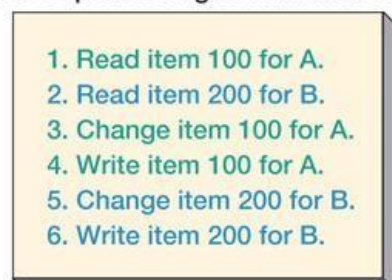 1. Read item 100 for A.
2. Read item 200 for B.
3. Change item 100 for A.
4. Write item 100 for A.
5. Change item 200 for B.
6. Write item 200 for B.